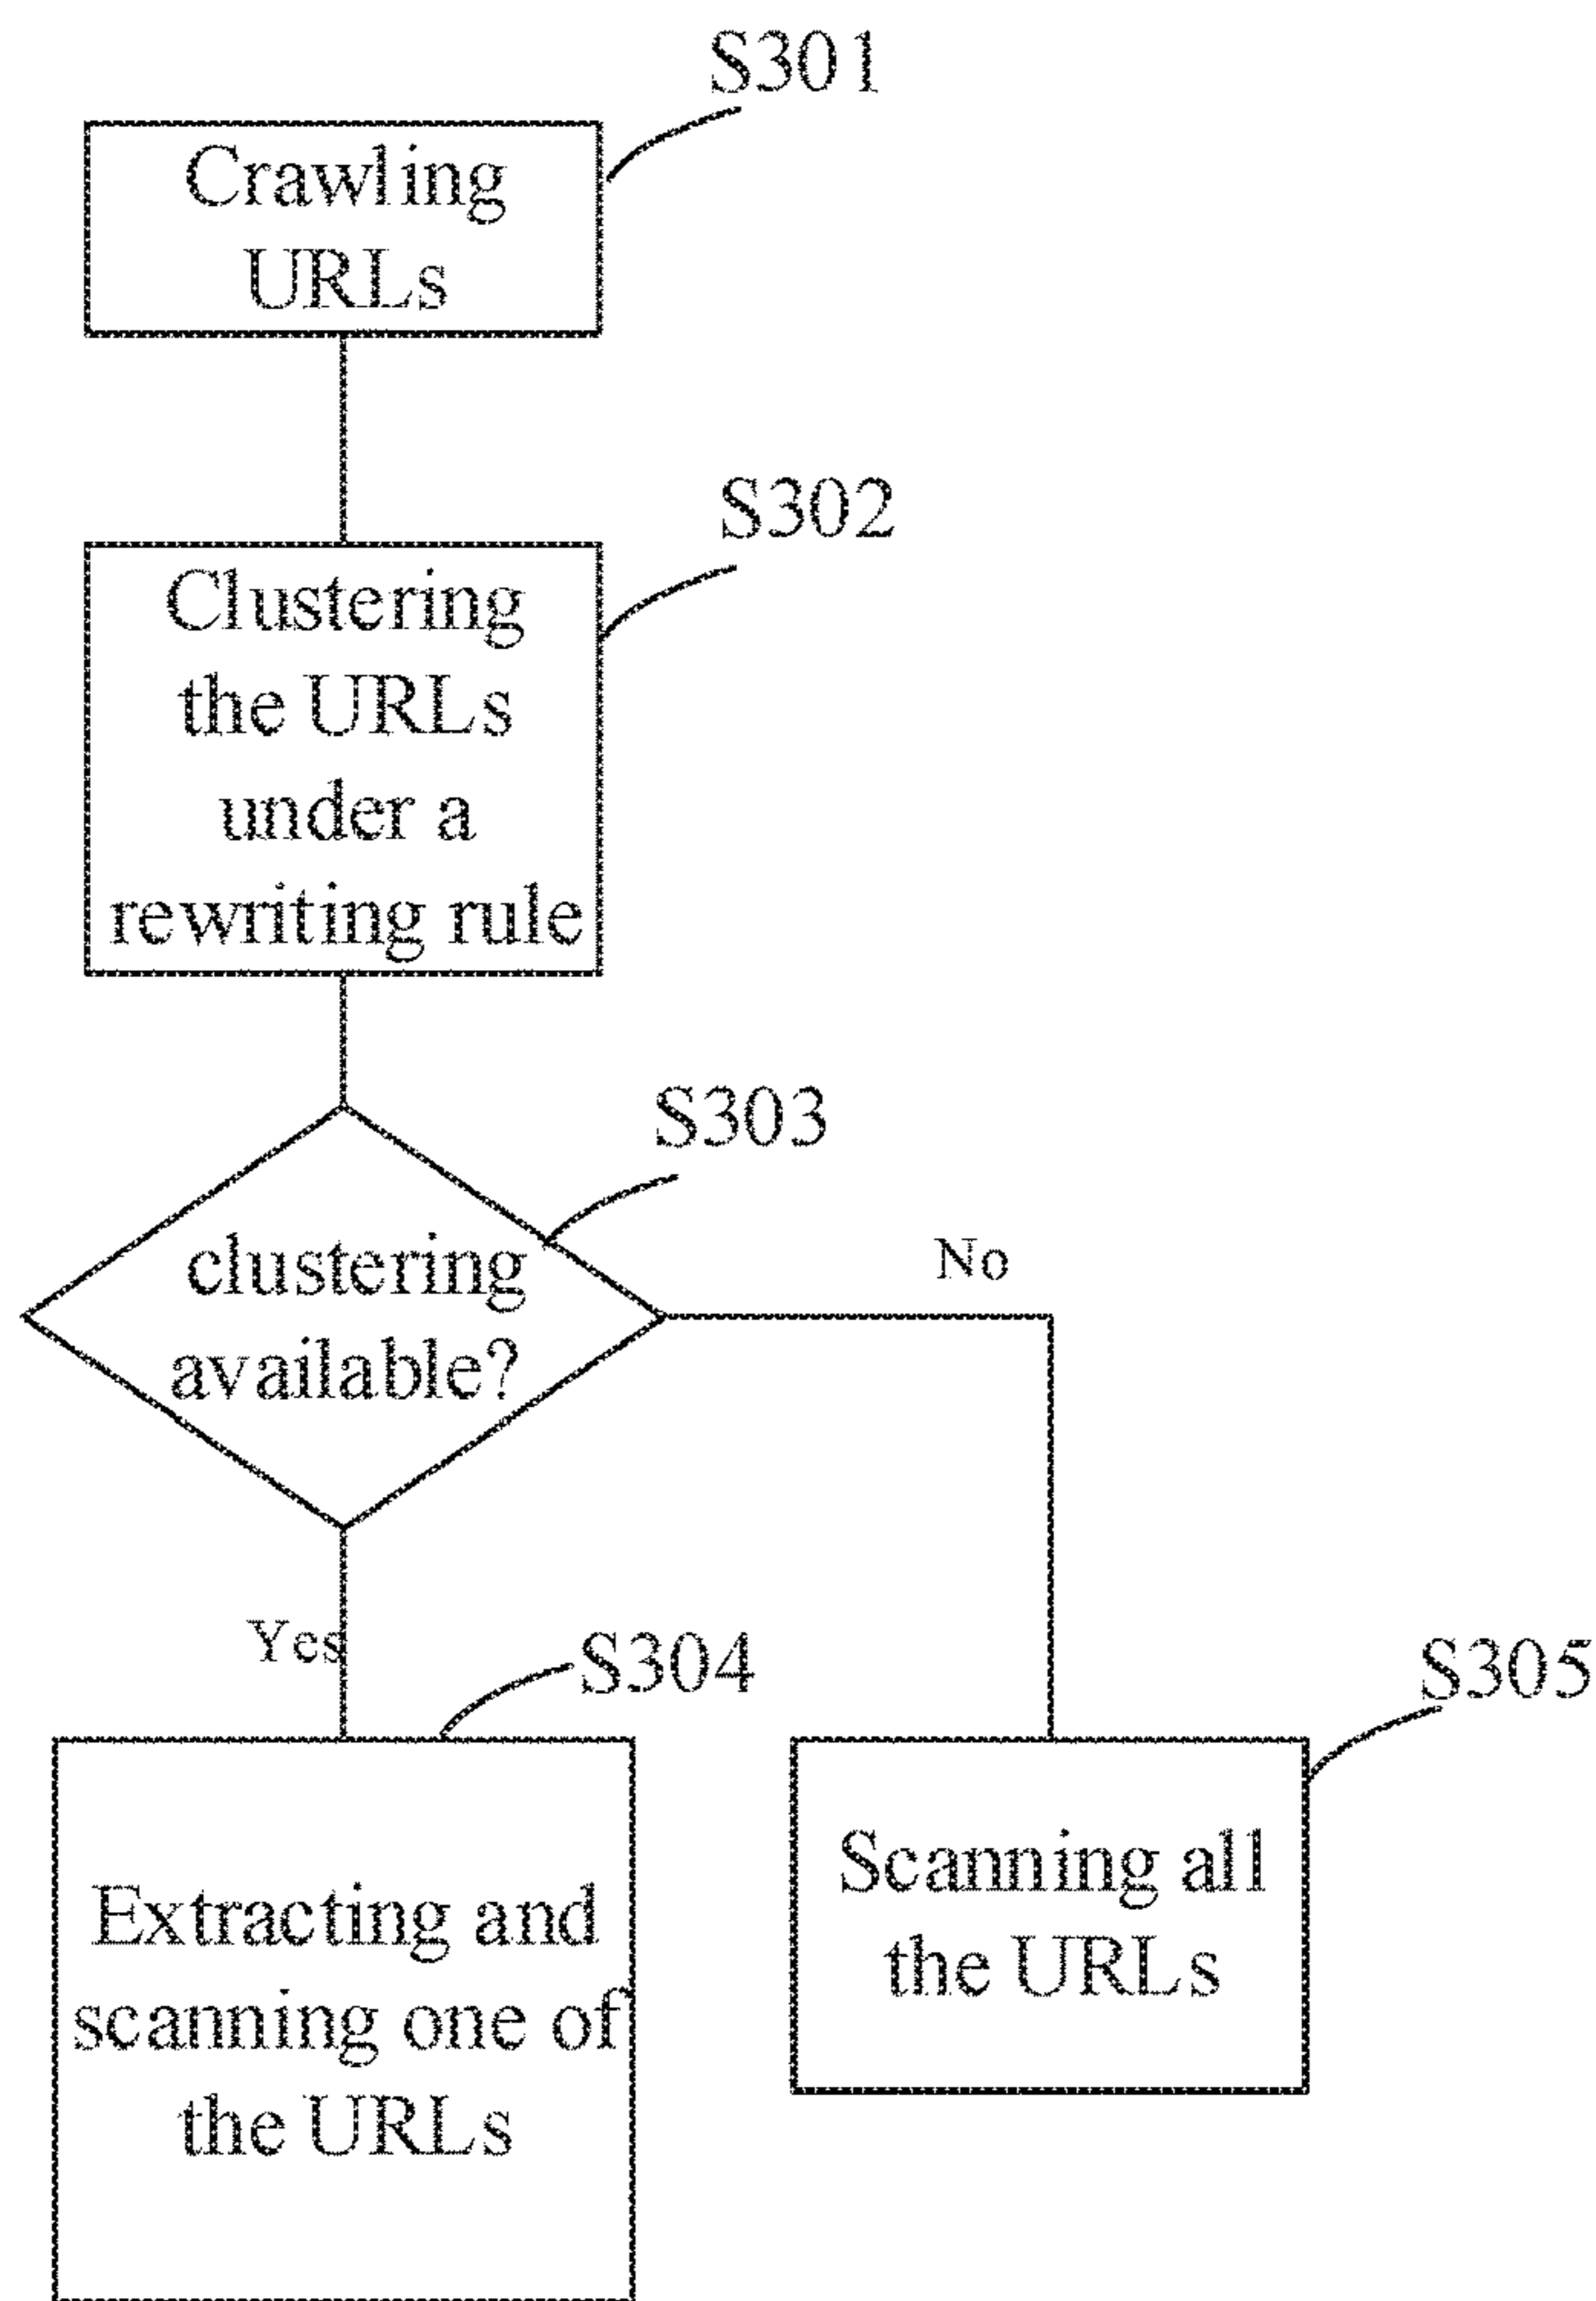 S301
Crawling
URLs
S302
Clustering
the URLs
under a
rewriting rule
S303
clustering
available?
No
Yes
S304
Extracting and
scanning one of
the URLs
S305
Scanning all
the URLs